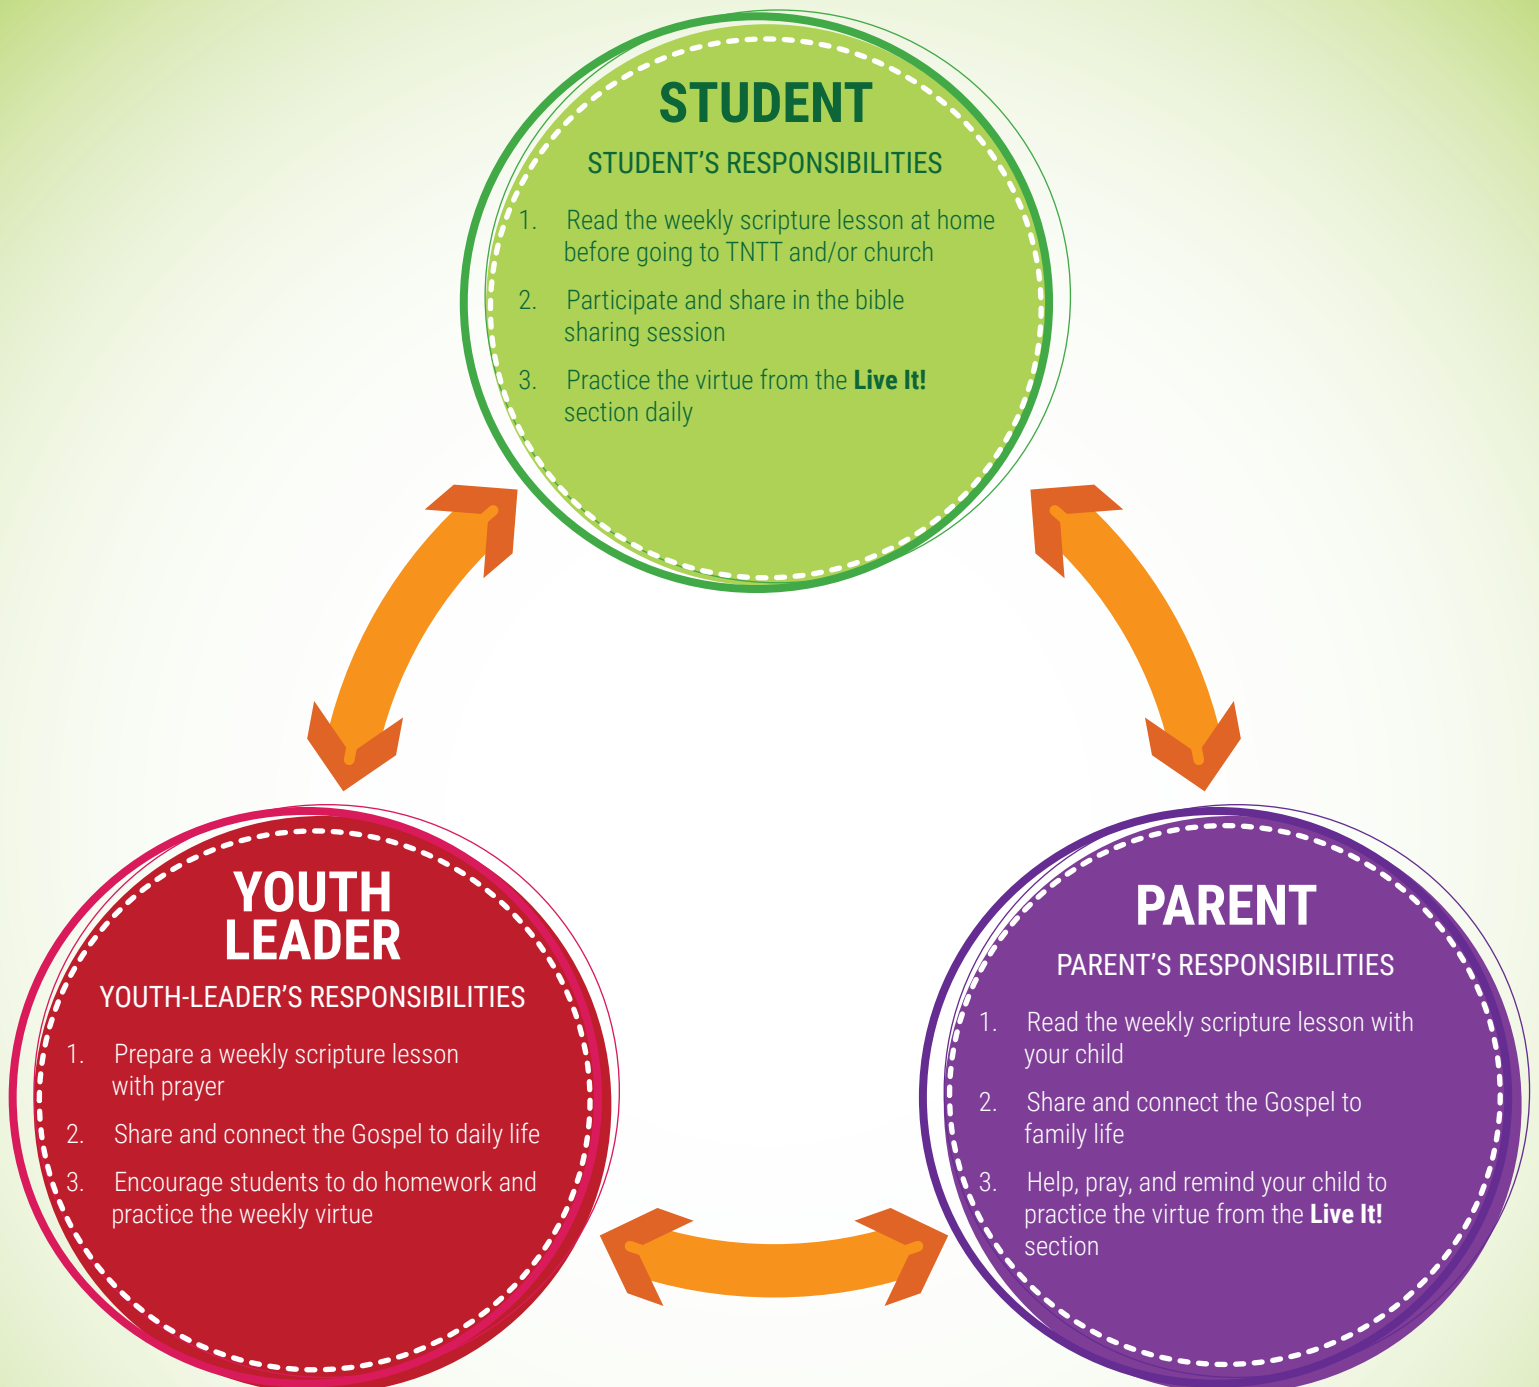 STUDENT
STUDENT'S RESPONSIBILITIES
1. Read the weekly scripture lesson at home
before going to TNTT and/or church
2. Participate and share in the bible
sharing session
3. Practice the virtue from the Live It!
section daily
YOUTH
LEADER
YOUTH-LEADER'S RESPONSIBILITIES
1. Prepare a weekly scripture lesson
with prayer
2. Share and connect the Gospel to daily life
3. Encourage students to do homework and
practice the weekly virtue
PARENT
PARENT'S RESPONSIBILITIES
1. Read the weekly scripture lesson with
your child
2. Share and connect the Gospel to
family life
3. Help, pray, and remind your child to
practice the virtue from the Live It!
section